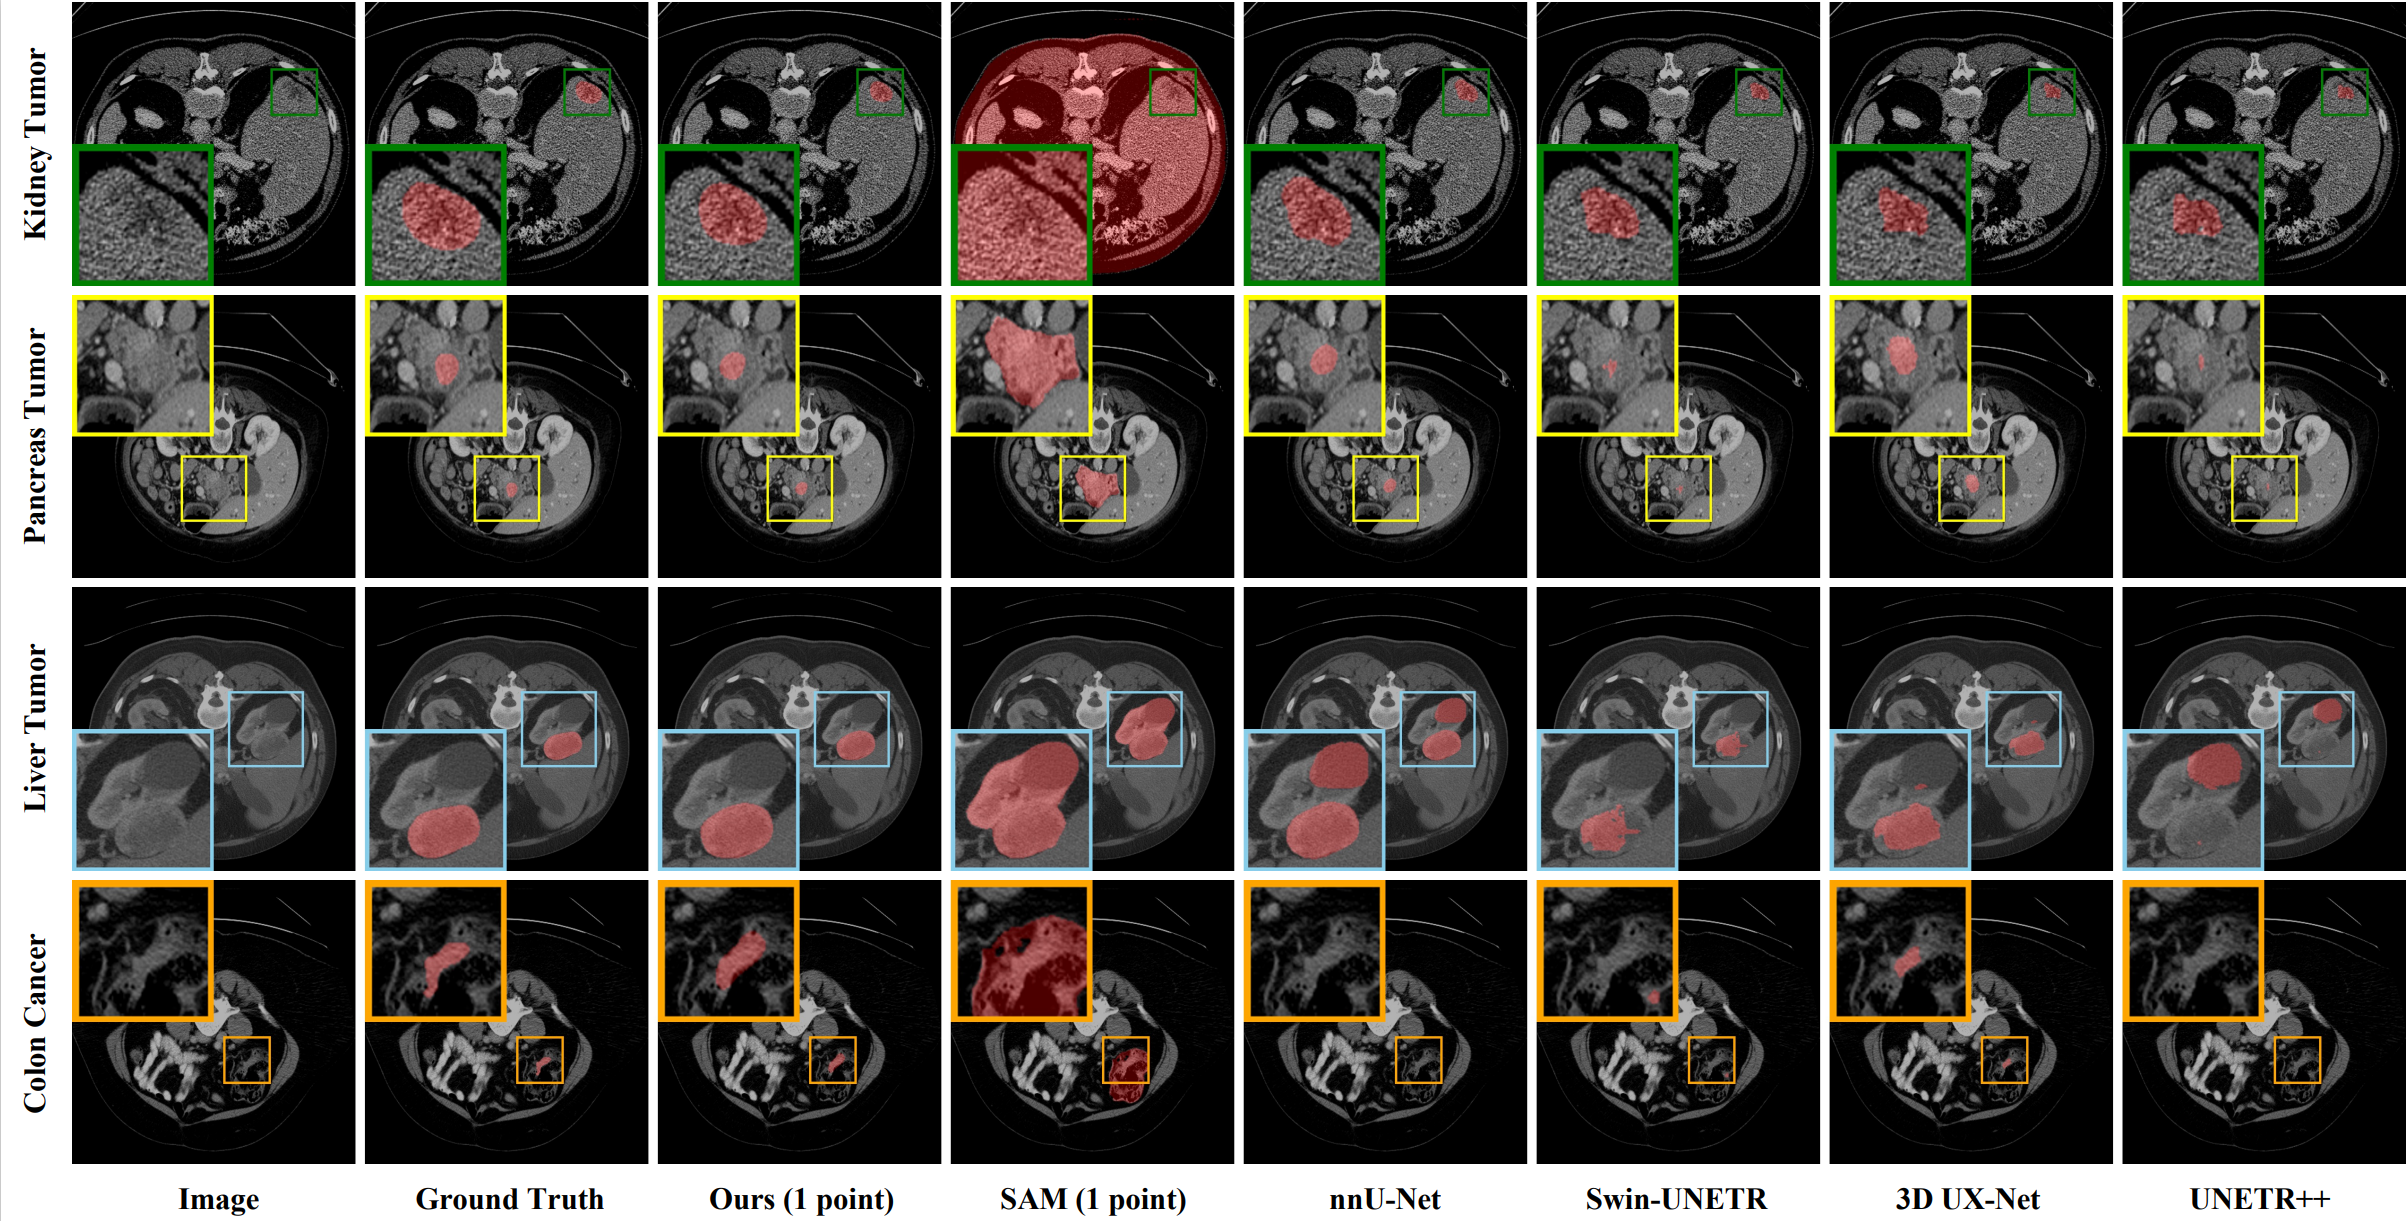 Kidney Tumor
Pancreas Tumor
Liver Tumor
Colon Cancer
Image
Ground Truth
Ours (1 point)
SAM (1 point)
nnU-Net
Swin-UNETR
3D UX-Net
UNETR++